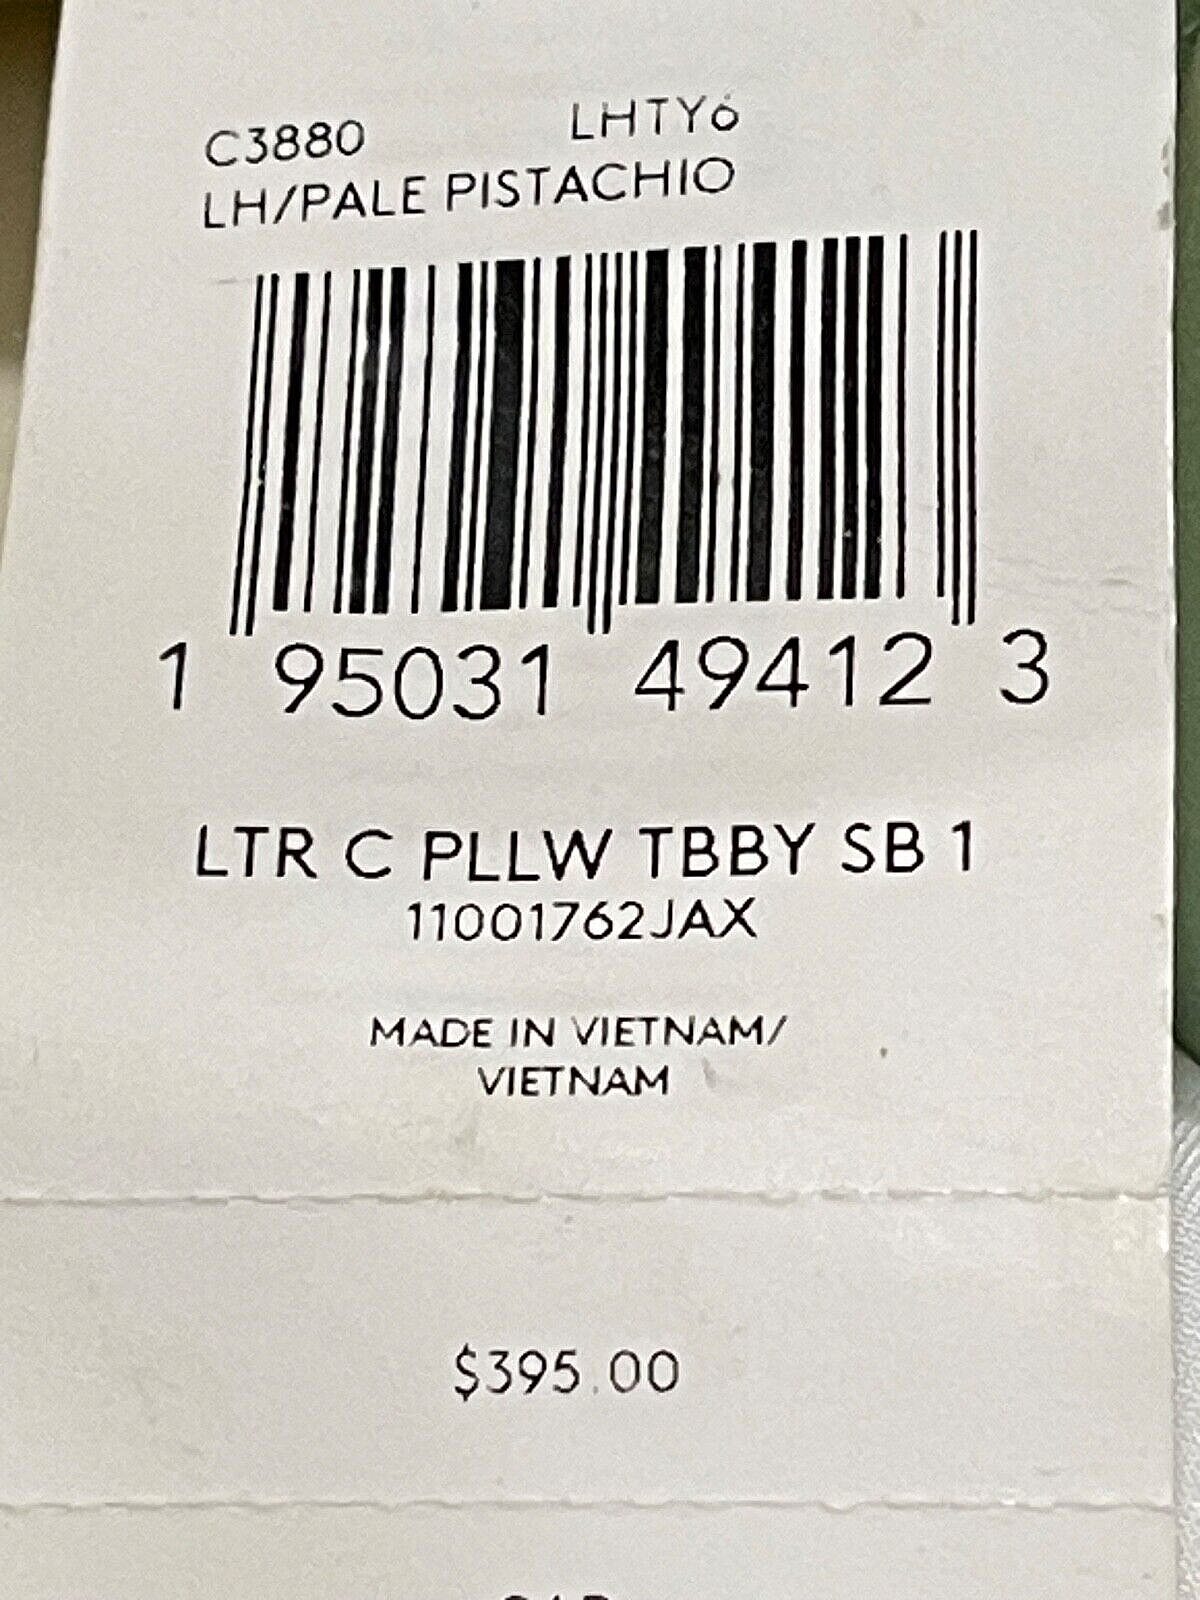 C3880 LHTY6
LH/PALE PISTACHIO
1 95031 49412 3
LTR C PLLW TBBY SB 1
11001762JAX
MADE IN VIETNAM/
VIETNAM
$395.00